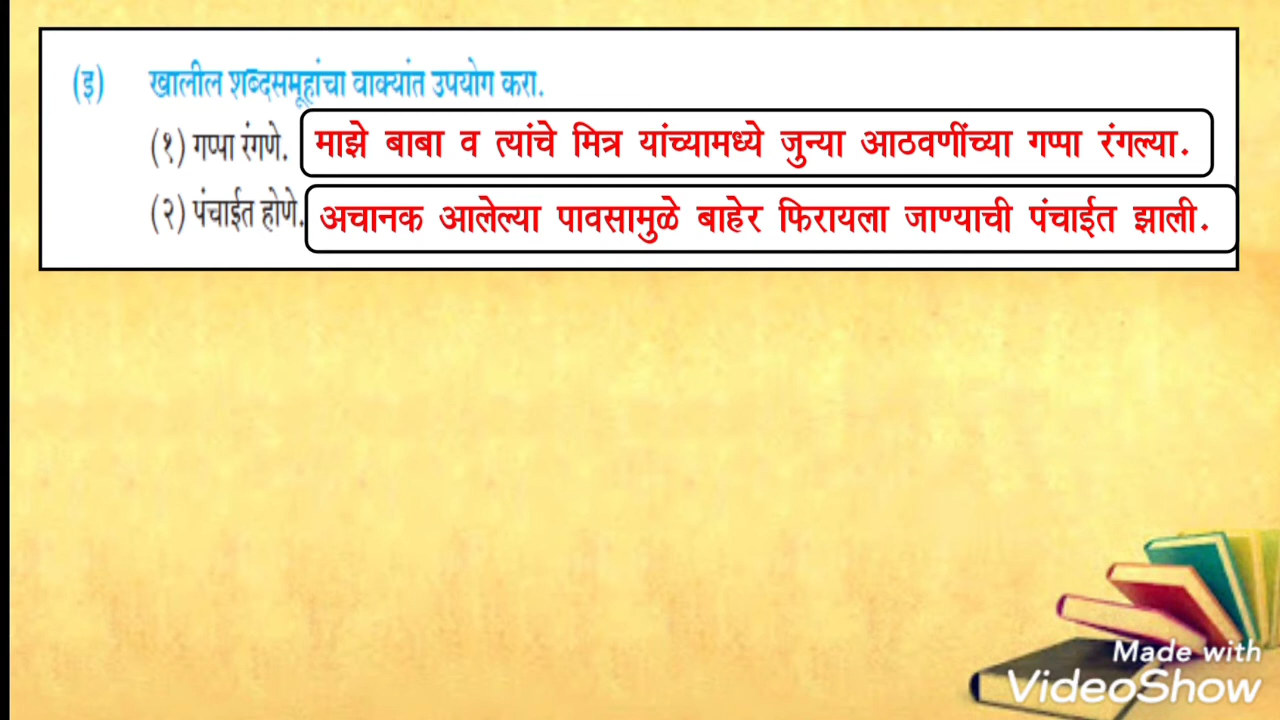 (इ) खालील शब्दसमूहांचा वाक्यांत उपयोग करा.
(१) गप्पा रंगणे. माझे बाबा व त्यांचे मित्र यांच्यामध्ये जुन्या आठवणींच्या गप्पा रंगल्या.
(२) पंचाईत होणे. अचानक आलेल्या पावसामुळे बाहेर फिरायला जाण्याची पंचाईत झाली.
Made with
VideoShow